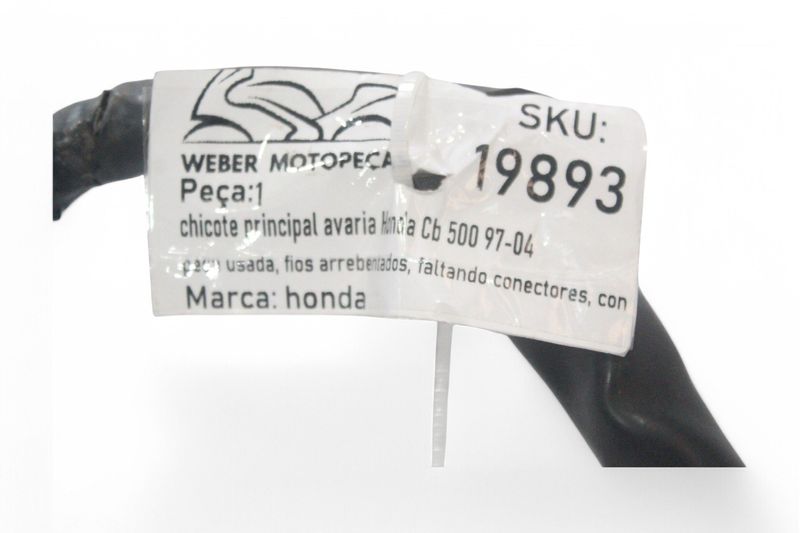 WEBER MOTOPEÇA
SKU:
19893
Peça:1
chicote principal avaria Honda Cb 500 97-04
peça usada, fios arrebentados, faltando conectores, con
Marca: honda